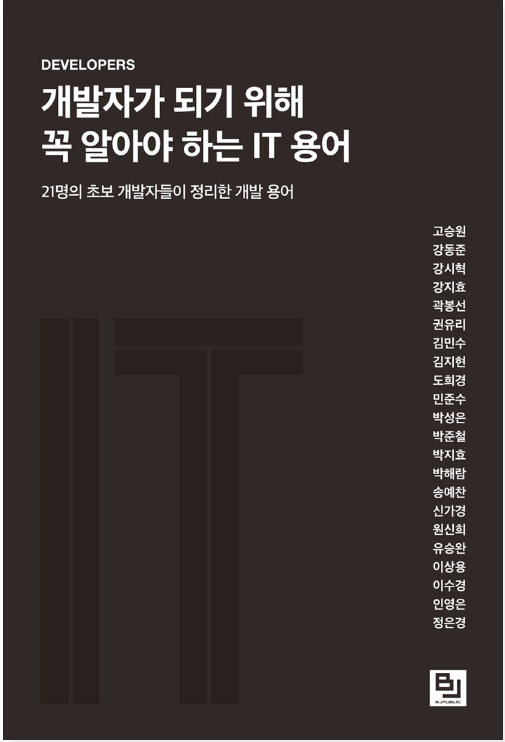 DEVELOPERS
개발자가 되기 위해
꼭 알아야 하는 IT 용어
21명의 초보 개발자들이 정리한 개발 용어
고승원
강동준
강시혁
강지효
곽봉선
권유리
김민수
김지현
도희경
민준수
박성은
박준철
박지효
박해람
송예찬
신가경
원신희
유승완
이상용
이수경
인영은
정은경
IT
BJ
BJPUBLIC